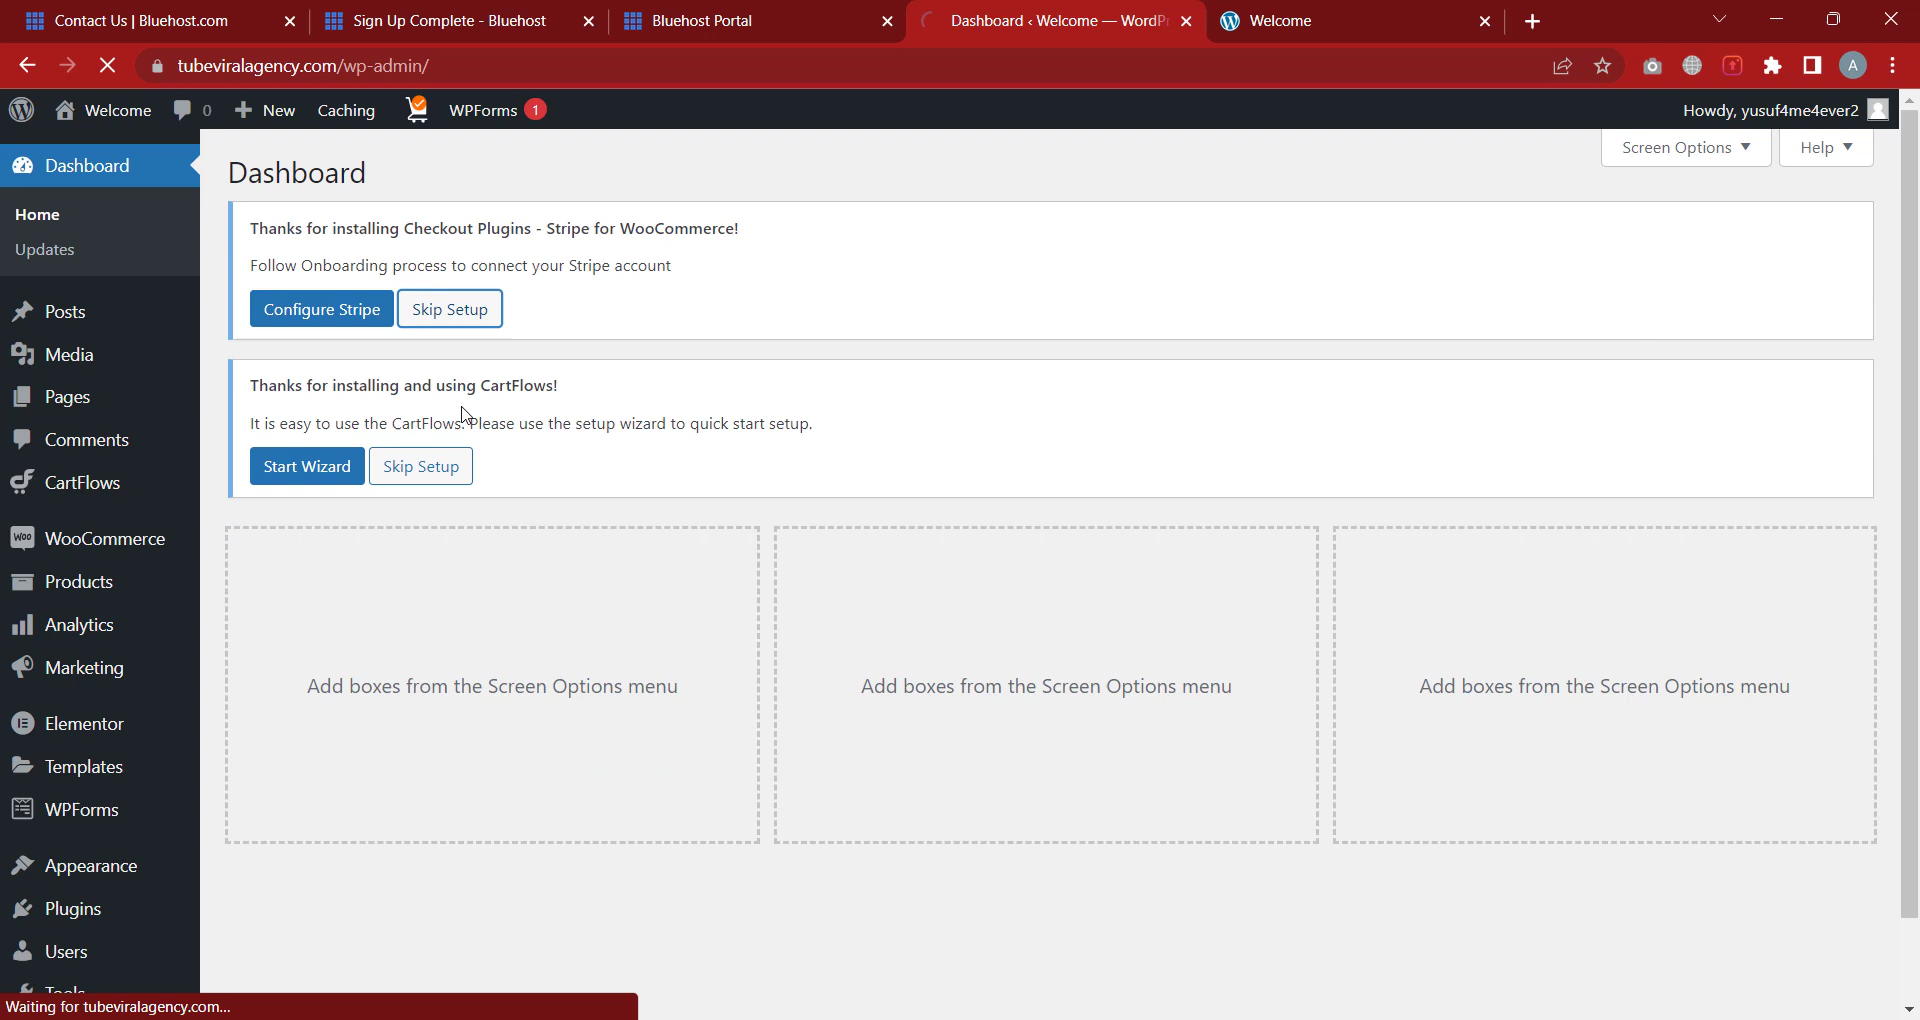 Contact Us | Bluehost.com
Sign Up Complete - Bluehost
Bluehost Portal
Dashboard ‹ Welcome — WordPr
Welcome
tubeviralagency.com/wp-admin/
A
Welcome
0
New
Caching
WPForms 1
Howdy, yusuf4me4ever2
Screen Options
Help
Dashboard
Home
Updates
Posts
Media
Pages
Comments
CartFlows
WooCommerce
Products
Analytics
Marketing
Elementor
Templates
WPForms
Appearance
Plugins
Users
Tools
Dashboard
Thanks for installing Checkout Plugins - Stripe for WooCommerce!
Follow Onboarding process to connect your Stripe account
Configure Stripe
Skip Setup
Thanks for installing and using CartFlows!
It is easy to use the CartFlows. Please use the setup wizard to quick start setup.
Start Wizard
Skip Setup
Add boxes from the Screen Options menu
Add boxes from the Screen Options menu
Add boxes from the Screen Options menu
Waiting for tubeviralagency.com...